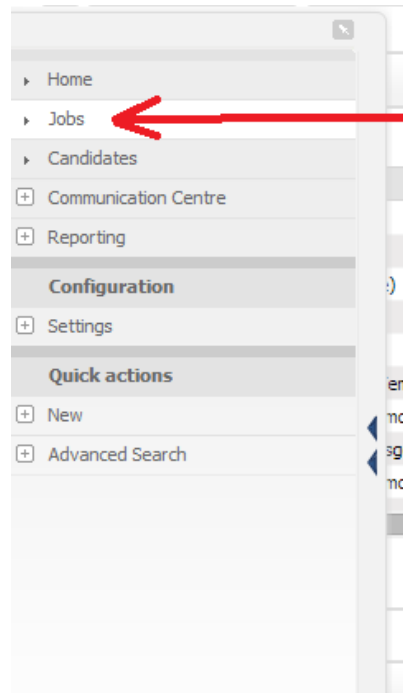 Home
Jobs
Candidates
Communication Centre
Reporting
Configuration
Settings
Quick actions
New
Advanced Search